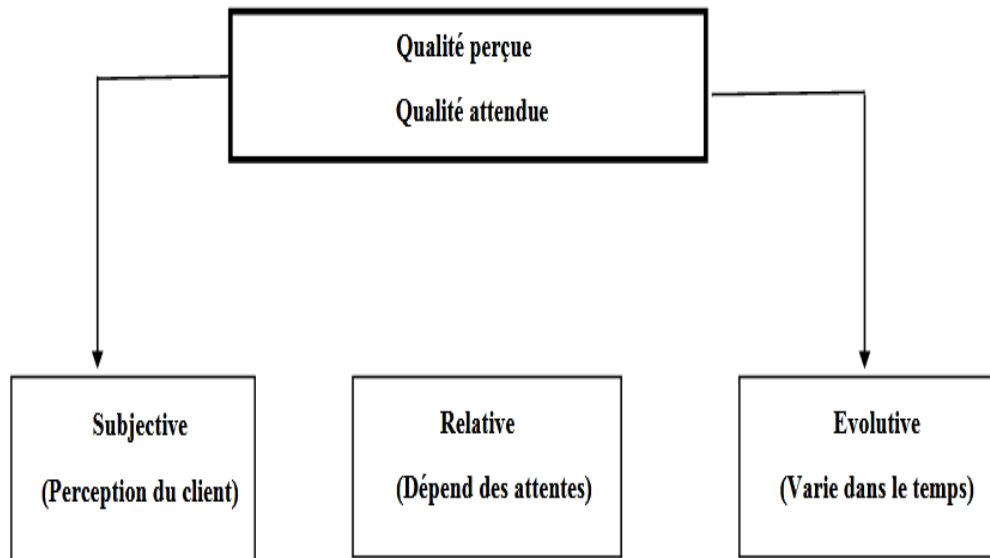 Qualité perçue
Qualité attendue
Subjective
(Perception du client)
Relative
(Dépend des attentes)
Evolutive
(Varie dans le temps)